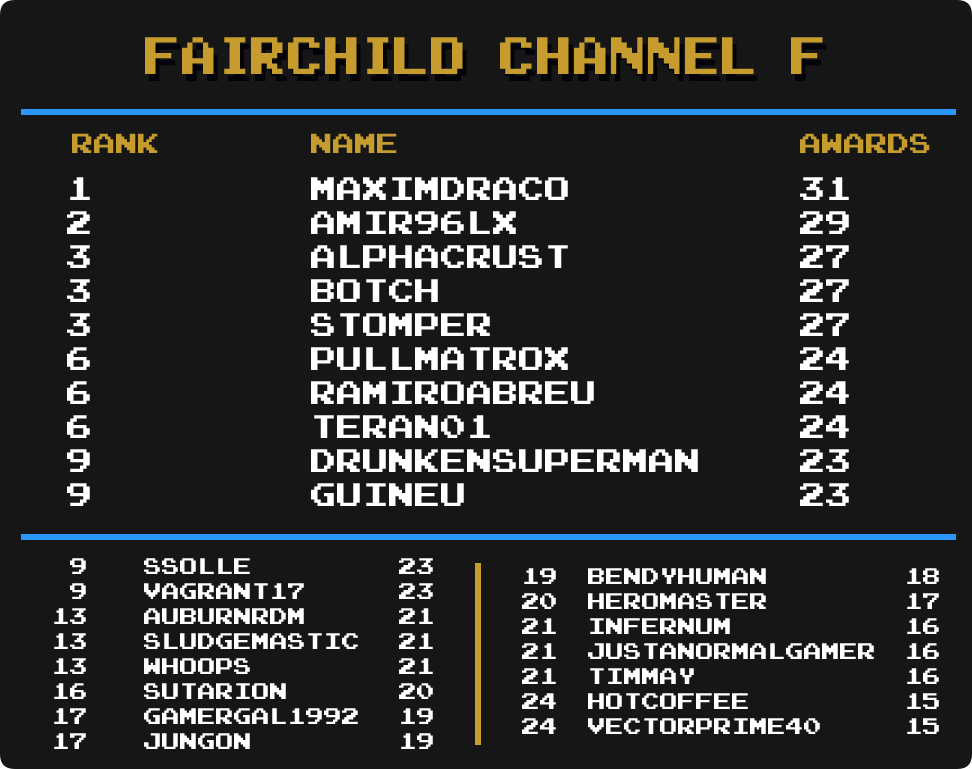 FAIRCHILD CHANNEL F
RANK NAME AWARDS
1 MAXIMDRACO 31
2 AMIR96LX 29
3 ALPHACRUST 27
3 BOTCH 27
3 STOMPER 27
6 PULLMATROX 24
6 RAMIROABREU 24
6 TERAN01 24
9 DRUNKENSUPERMAN 23
9 GUINEU 23
9 SSOLLE 23
9 VAGRANT17 23
13 AUBURNRDM 21
13 SLUDGEMASTIC 21
13 WHOOPS 21
16 SUTARION 20
17 GAMERGAL1992 19
17 JUNGON 19
19 BENDYHUMAN 18
20 HEROMASTER 17
21 INFERNUM 16
21 JUSTANORMALGAMER 16
21 TIMMAY 16
24 HOTCOFFEE 15
24 VECTORPRIME40 15